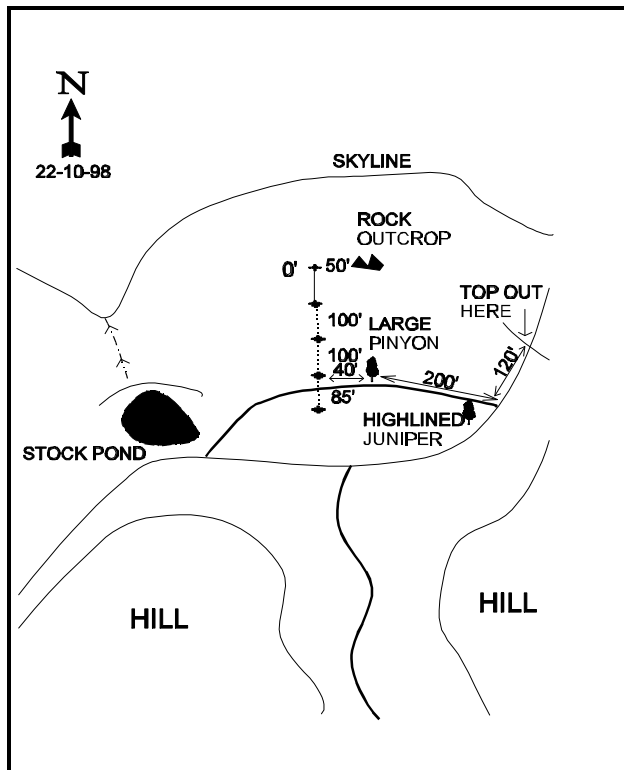 N
22-10-98
SKYLINE
ROCK
OUTCROP
0'
50'
TOP OUT
HERE
100'
LARGE
PINYON
100'
120'
40'
200'
85'
HIGHLINED
JUNIPER
STOCK POND
HILL
HILL